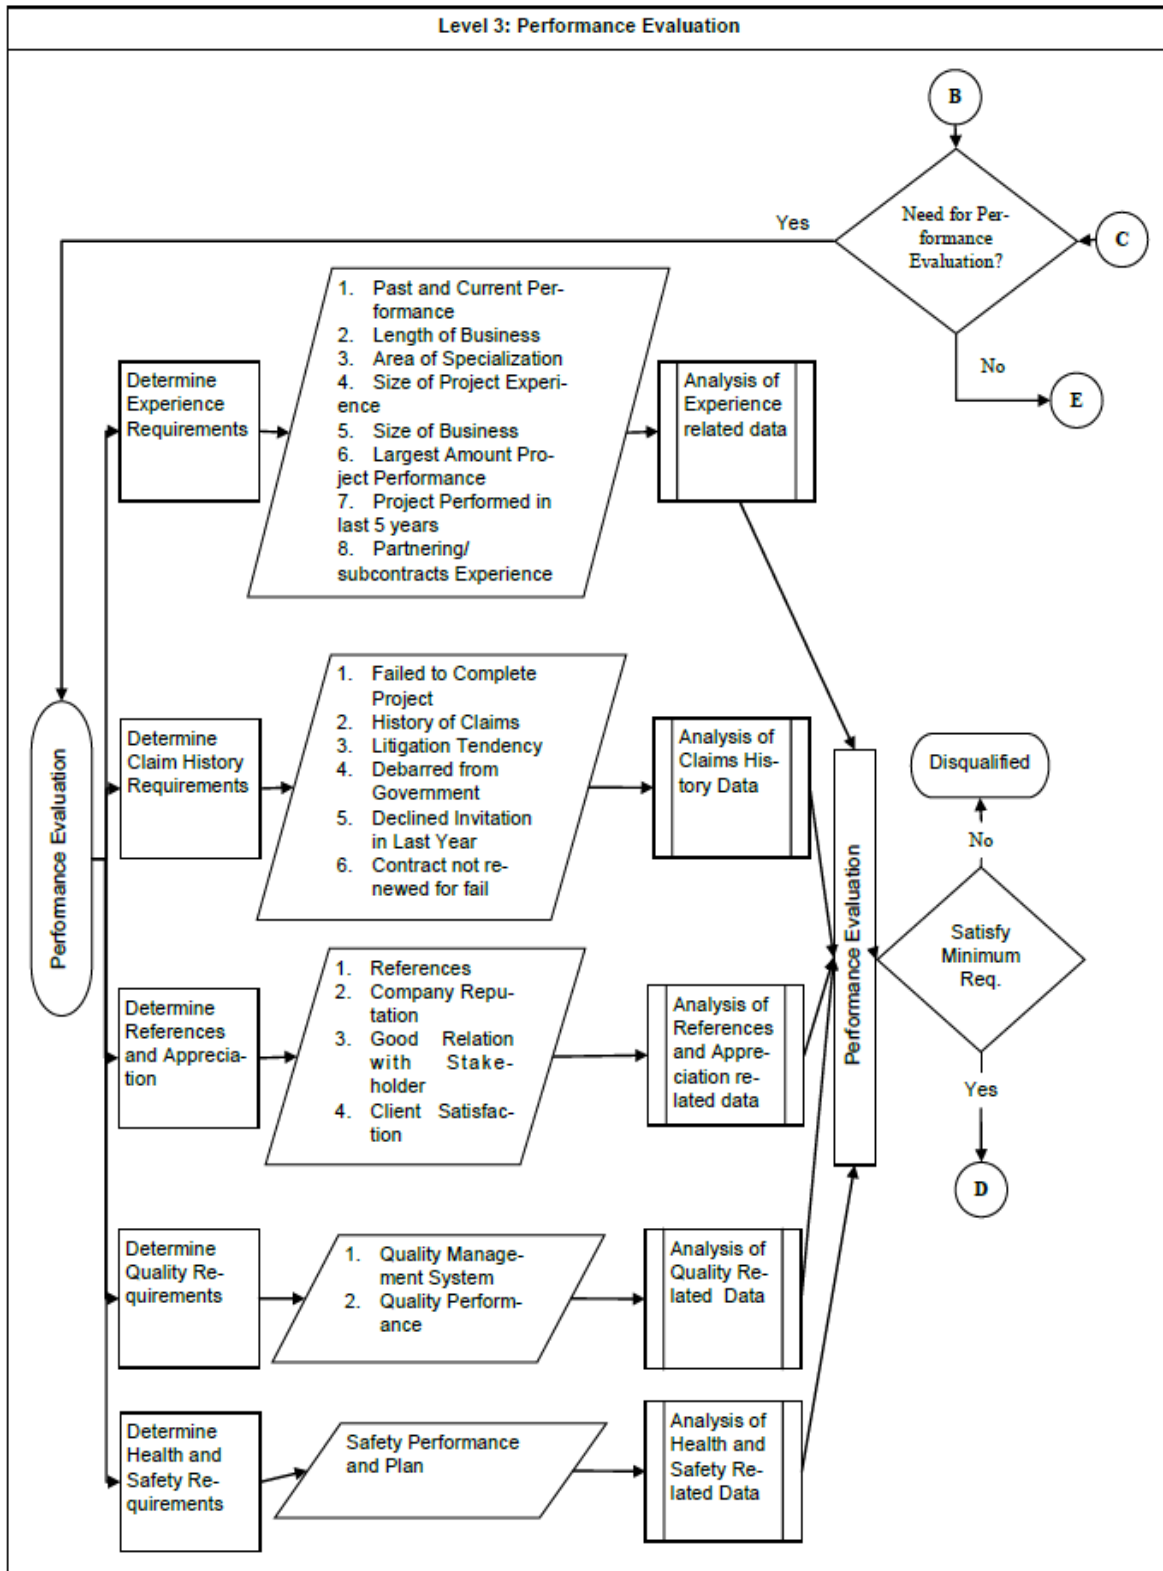 Level 3: Performance Evaluation
B
Need for Per-
formance
Evaluation?
C
Yes
No
E
Performance Evaluation
Determine
Experience
Requirements
1. Past and Current Per-
formance
2. Length of Business
3. Area of Specialization
4. Size of Project Experi-
ence
5. Size of Business
6. Largest Amount Pro-
ject Performance
7. Project Performed in
last 5 years
8. Partnering/
subcontracts Experience
Analysis of
Experience
related data
Determine
Claim History
Requirements
1. Failed to Complete
Project
2. History of Claims
3. Litigation Tendency
4. Debarred from
Government
5. Declined Invitation
in Last Year
6. Contract not re-
newed for fail
Analysis of
Claims His-
tory Data
Determine
References
and Apprecia-
tion
1. References
2. Company Repu-
tation
3. Good Relation
with Stake-
holder
4. Client Satisfac-
tion
Analysis of
References
and Appre-
ciation re-
lated data
Determine
Quality Re-
quirements
1. Quality Manage-
ment System
2. Quality Perform-
ance
Analysis of
Quality Re-
lated Data
Determine
Health and
Safety Re-
quirements
Safety Performance
and Plan
Analysis of
Health and
Safety Re-
lated Data
Performance Evaluation
Disqualified
No
Satisfy
Minimum
Req.
Yes
D